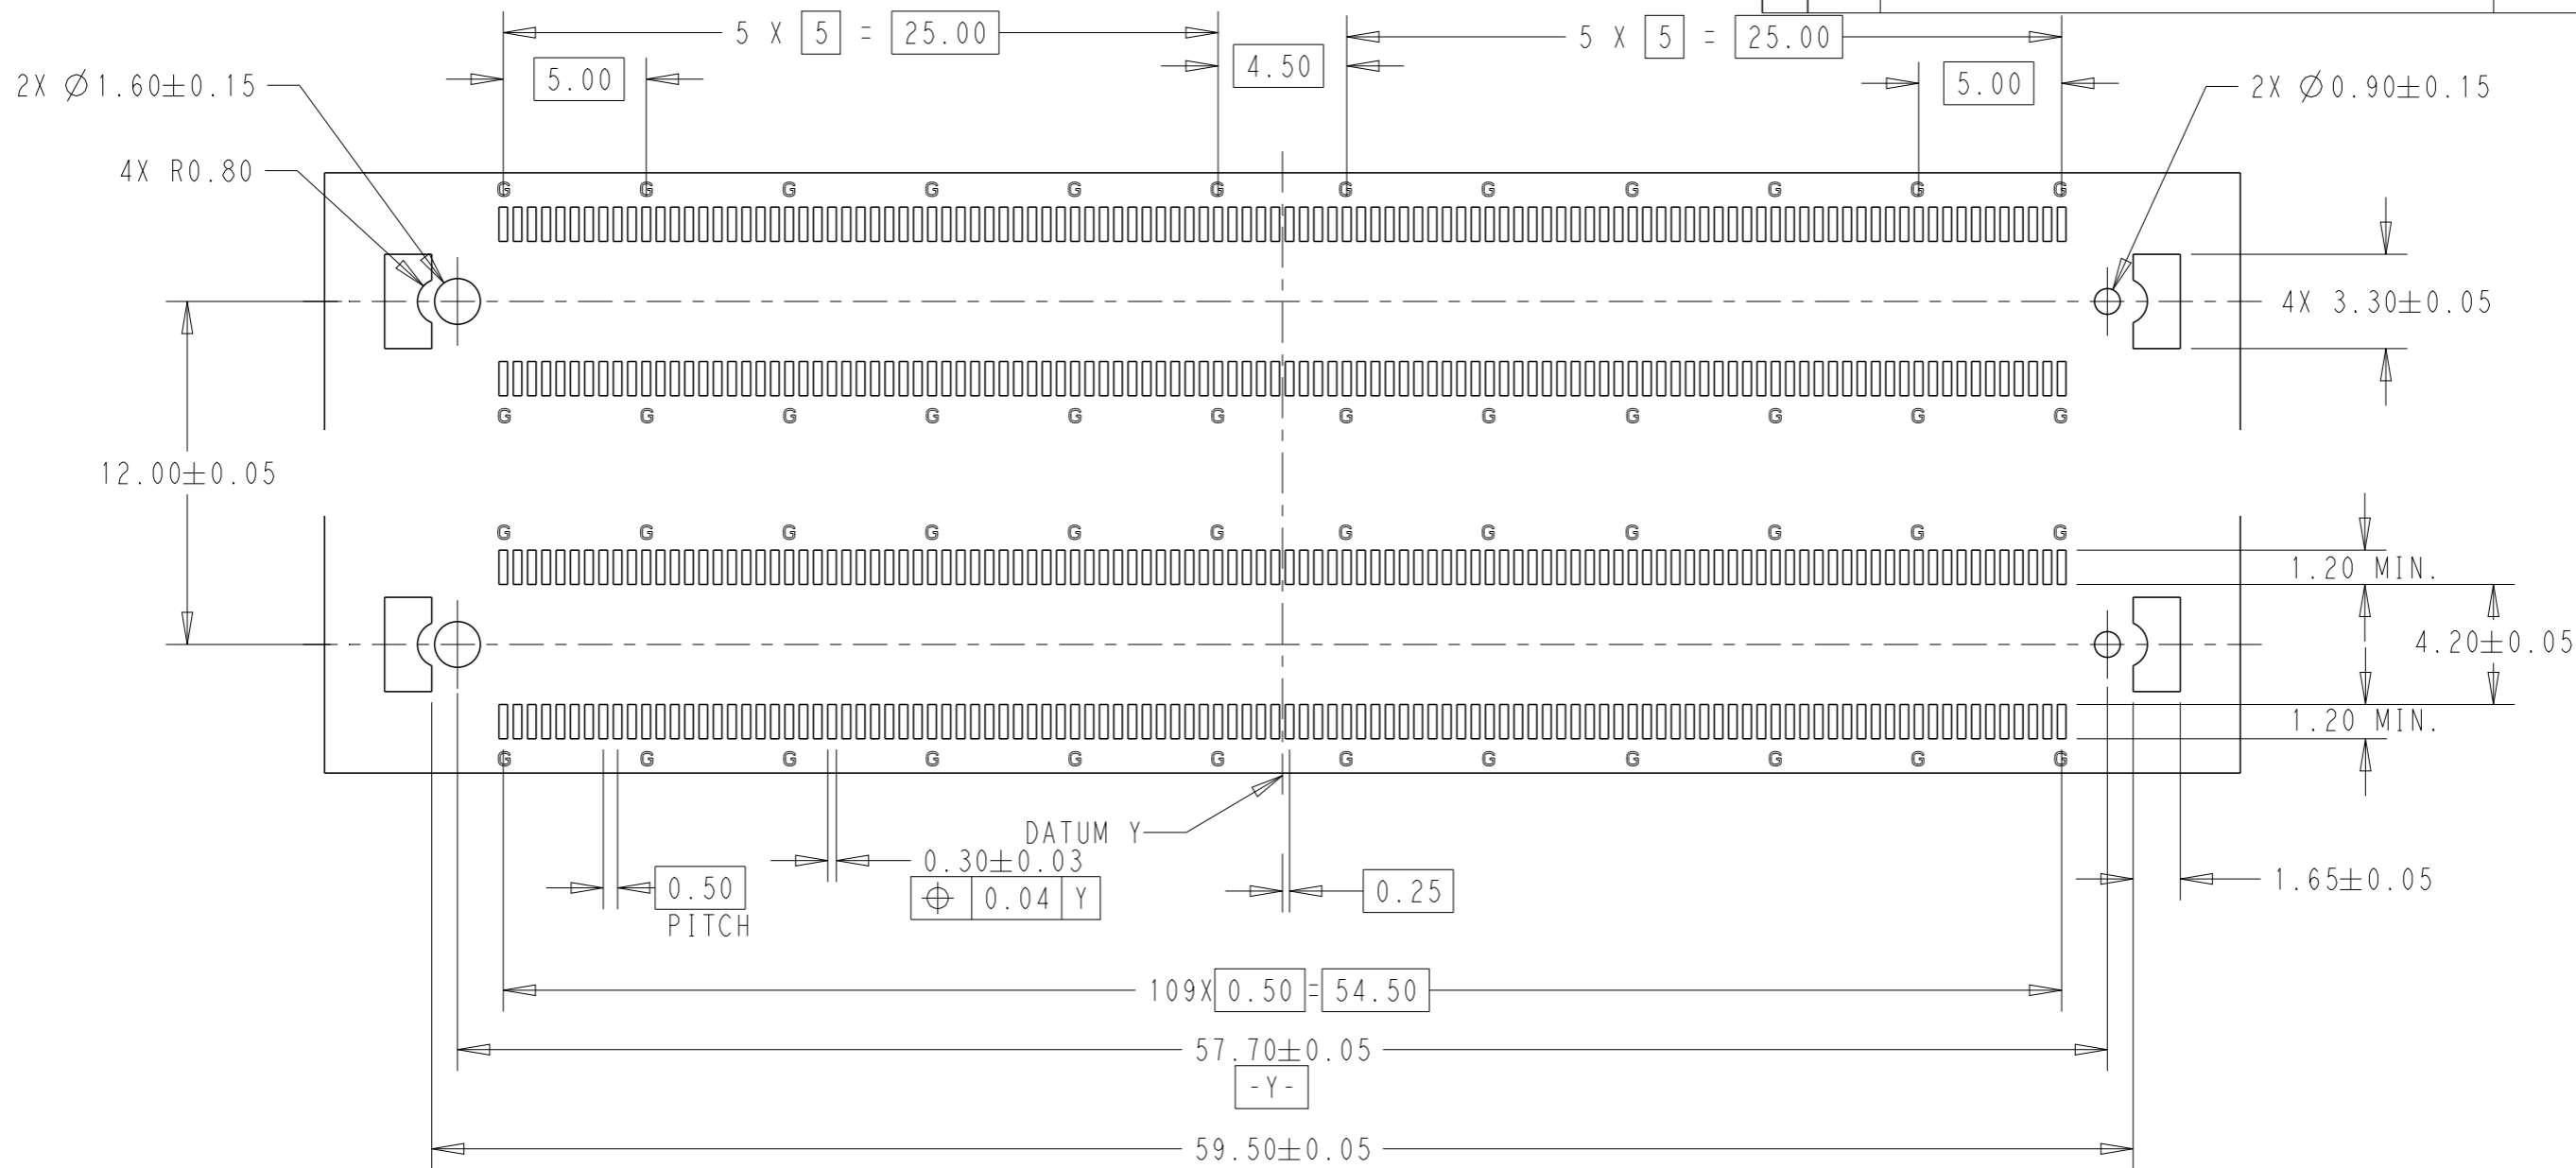 5 X 5 = 25.00
5 X 5 = 25.00
4.50
5.00
5.00
2X Ø1.60±0.15
2X Ø0.90±0.15
4X R0.80
G G G G G G G G G G G G
4X 3.30±0.05
G G G G G G G G G G G G
12.00±0.05
G G G G G G G G G G G G
1.20 MIN.
4.20±0.05
1.20 MIN.
G G G G G G G G G G G G
DATUM Y
0.30±0.03
⌖ 0.04 Y
0.50
PITCH
0.25
1.65±0.05
109X 0.50 = 54.50
57.70±0.05
-Y-
59.50±0.05